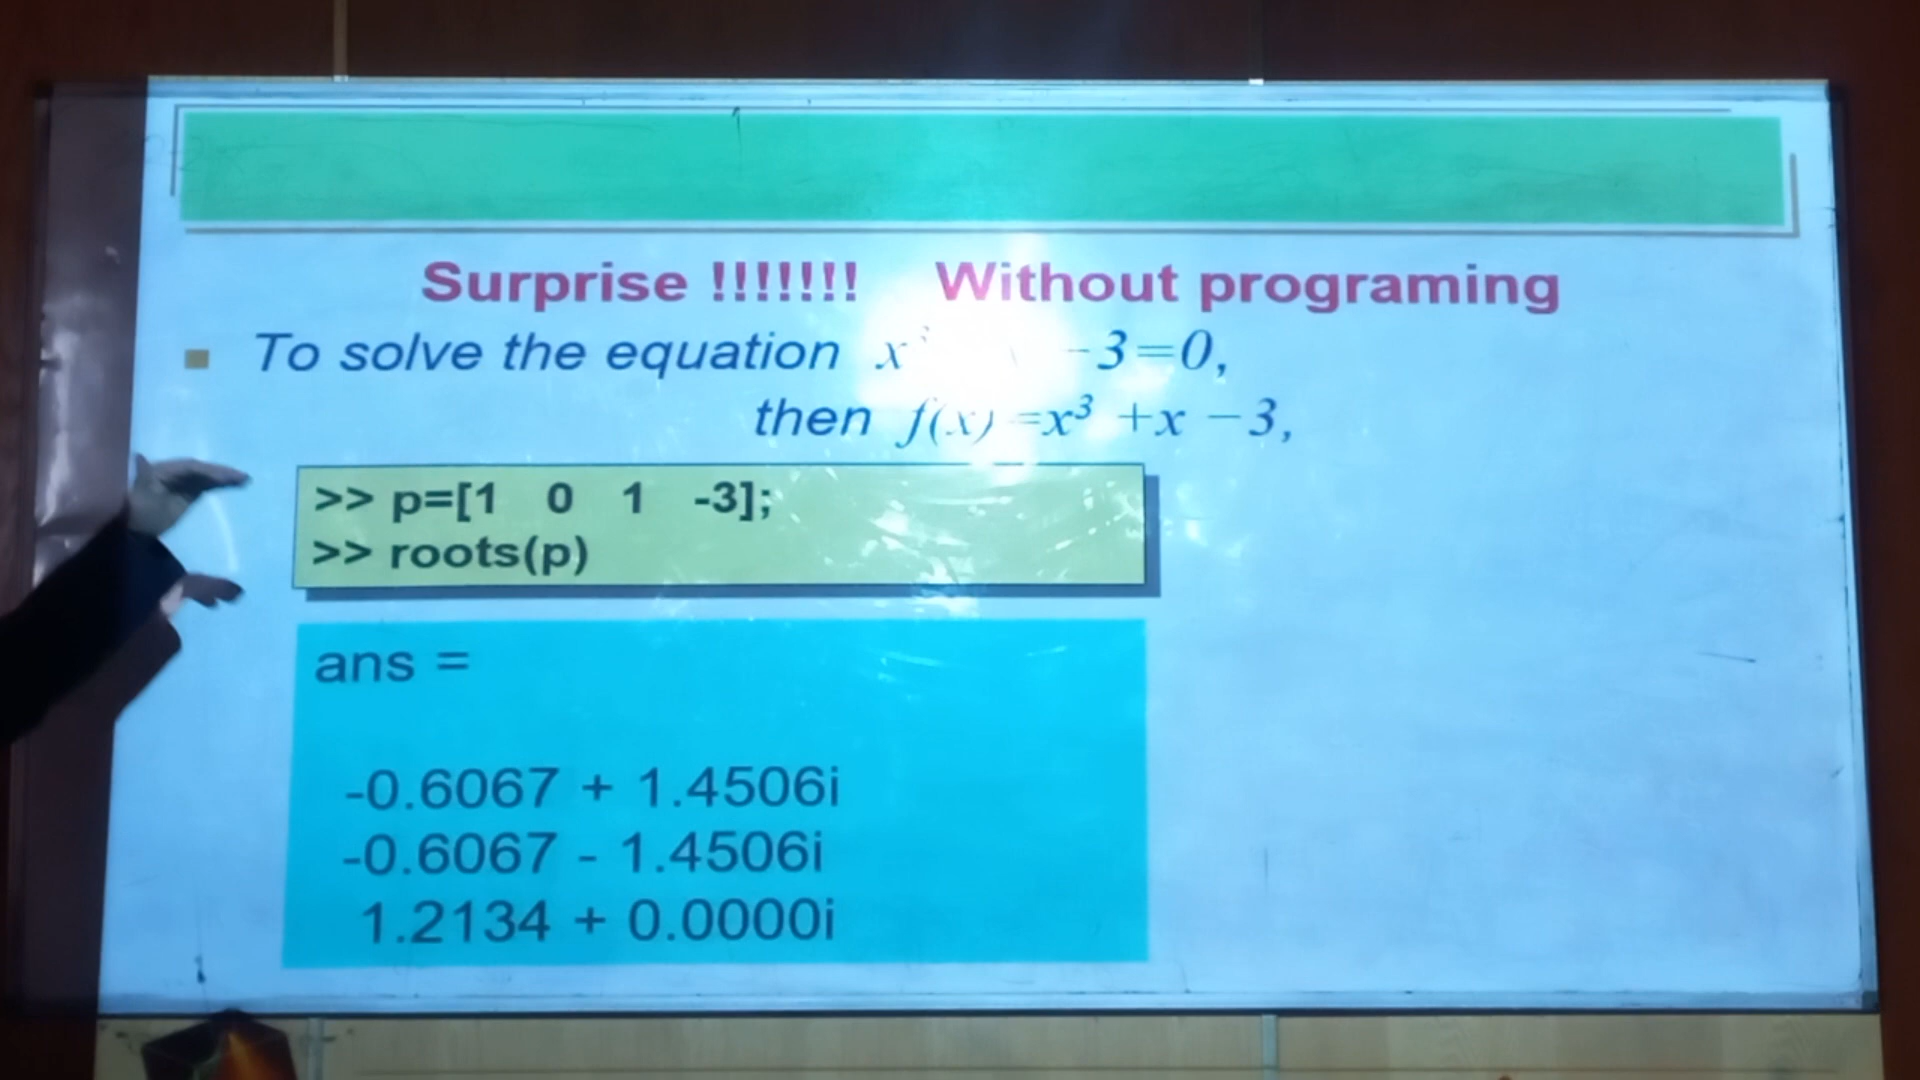 Surprise !!!!!!! Without programing
To solve the equation x³ -3=0,
then f(x)=x³ +x -3,
>> p=[1 0 1 -3];
>> roots(p)
ans =
-0.6067 + 1.4506i
-0.6067 - 1.4506i
1.2134 + 0.0000i